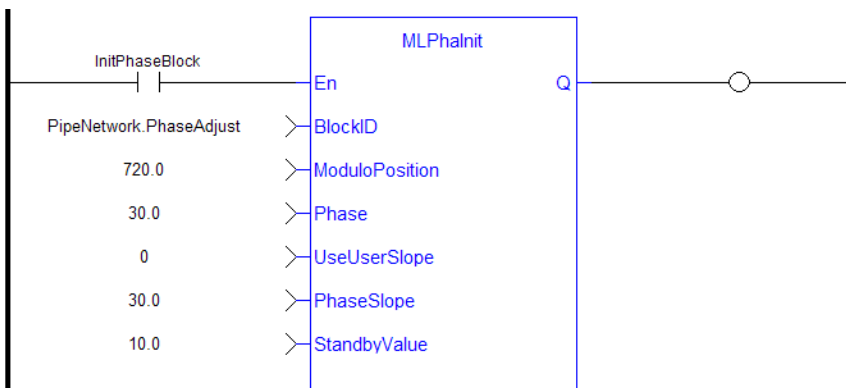 MLPhaInit
InitPhaseBlock
En
Q
PipeNetwork.PhaseAdjust
BlockID
720.0
ModuloPosition
30.0
Phase
0
UseUserSlope
30.0
PhaseSlope
10.0
StandbyValue